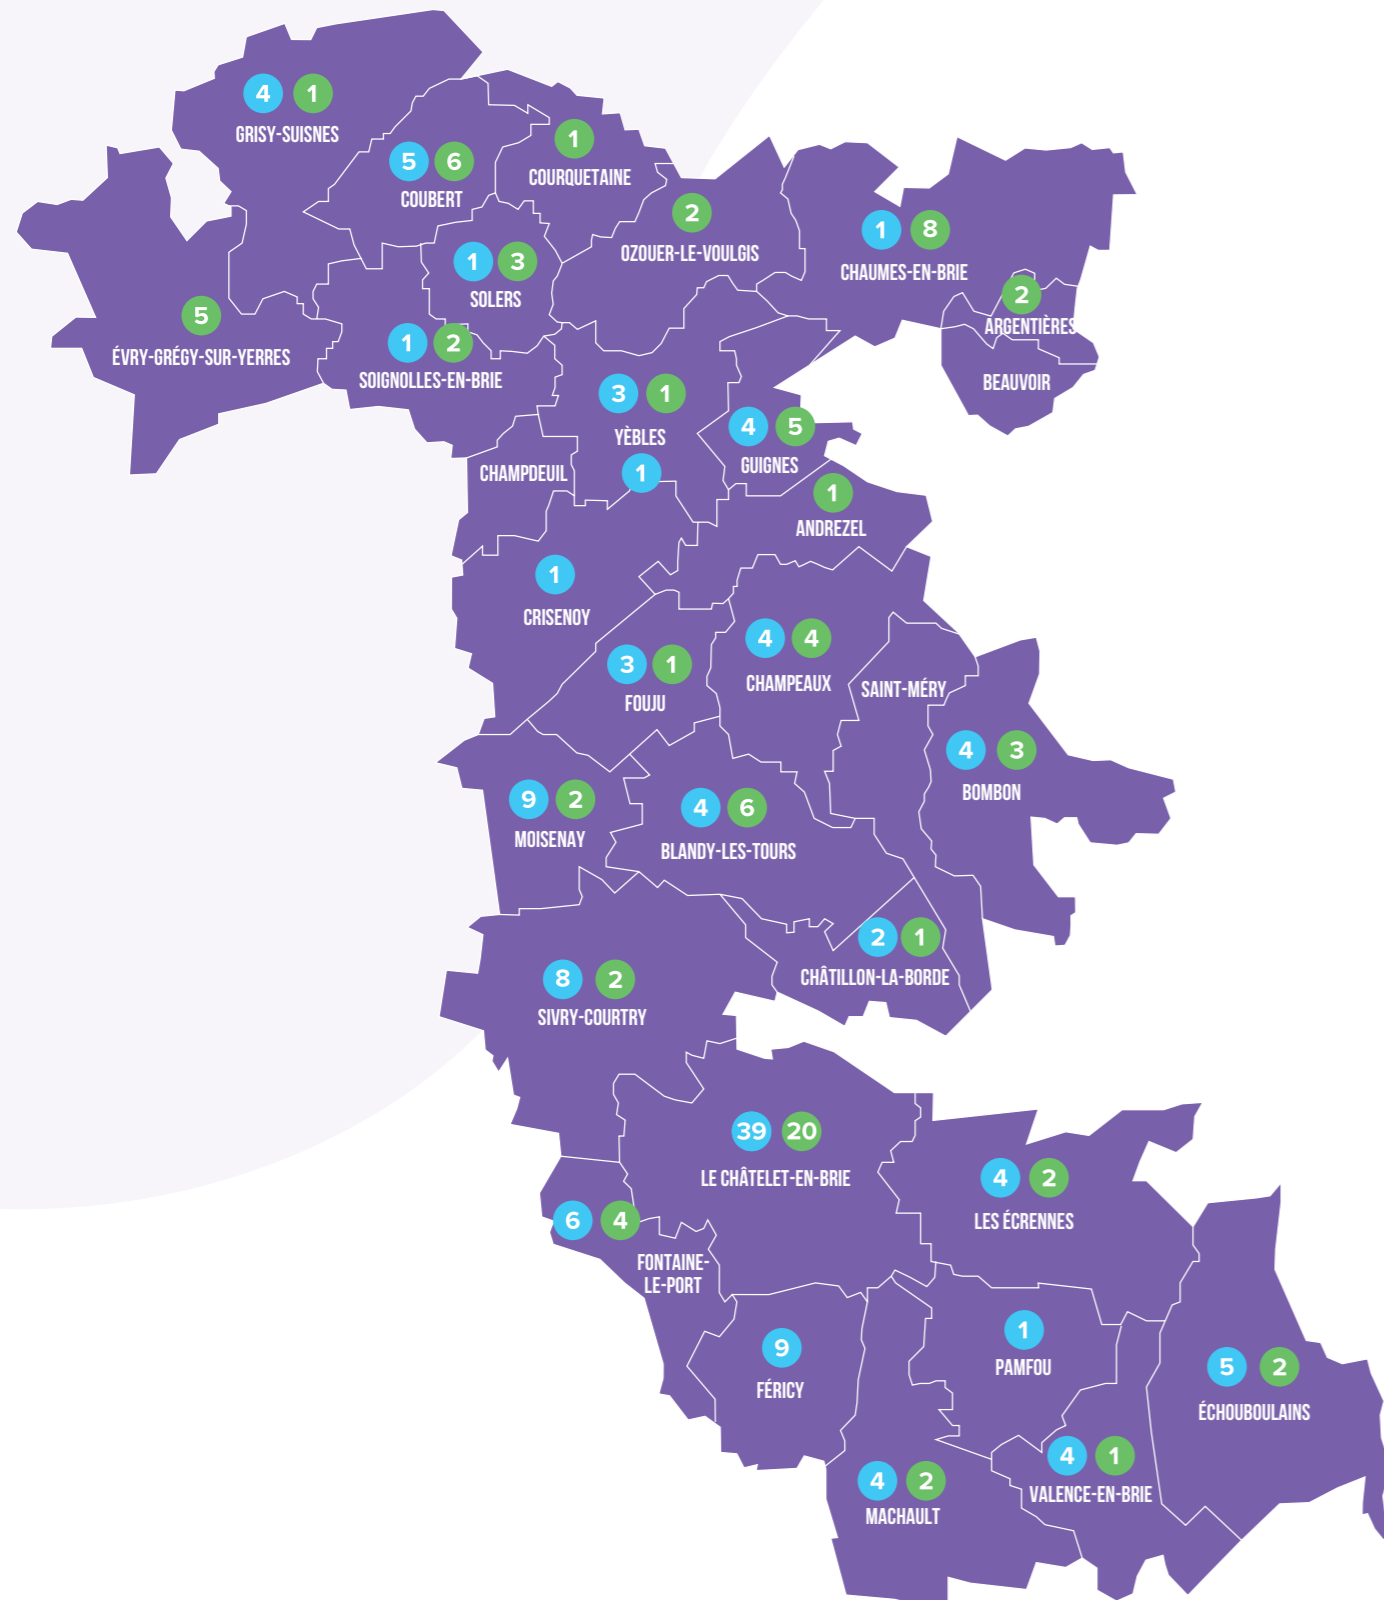 4 1
GRISY-SUISNES
5 6
COUBERT
1
COURQUETAINE
2
OZOUER-LE-VOULGIS
1 8
CHAUMES-EN-BRIE
1 3
SOLERS
2
ARGENTIÈRES
5
ÉVRY-GRÉGY-SUR-YERRES
1 2
SOIGNOLLES-EN-BRIE
BEAUVOIR
3 1
YÈBLES
4 5
GUIGNES
CHAMPDEUIL
1
1
ANDREZEL
1
CRISENOY
4 4
CHAMPEAUX
3 1
FOUJU
SAINT-MÉRY
4 3
BOMBON
9 2
MOISENAY
4 6
BLANDY-LES-TOURS
2 1
CHÂTILLON-LA-BORDE
8 2
SIVRY-COURTRY
39 20
LE CHÂTELET-EN-BRIE
4 2
LES ÉCRENNES
6 4
FONTAINE-
LE-PORT
9
FÉRICY
1
PAMFOU
5 2
ÉCHOUBOULAINS
4 2
MACHAULT
4 1
VALENCE-EN-BRIE